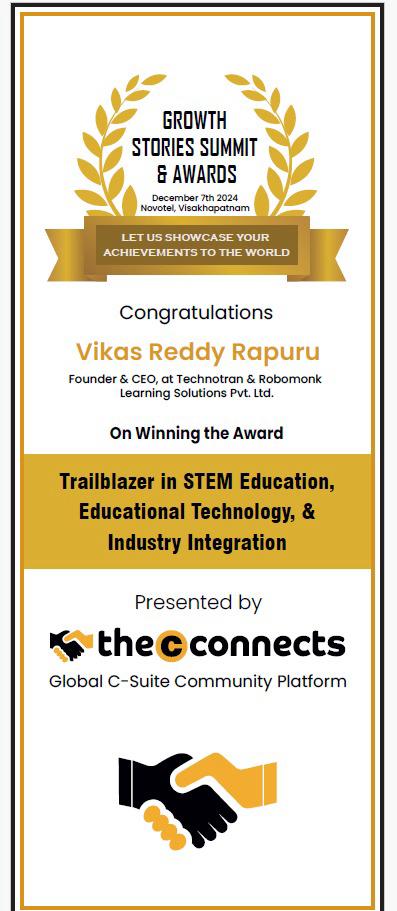 GROWTH
STORIES SUMMIT
& AWARDS
December 7th 2024
Novotel, Visakhapatnam
LET US SHOWCASE YOUR
ACHIEVEMENTS TO THE WORLD
Congratulations
Vikas Reddy Rapuru
Founder & CEO, at Technotran & Robomonk
Learning Solutions Pvt. Ltd.
On Winning the Award
Trailblazer in STEM Education,
Educational Technology, &
Industry Integration
Presented by
the c connects
Global C-Suite Community Platform